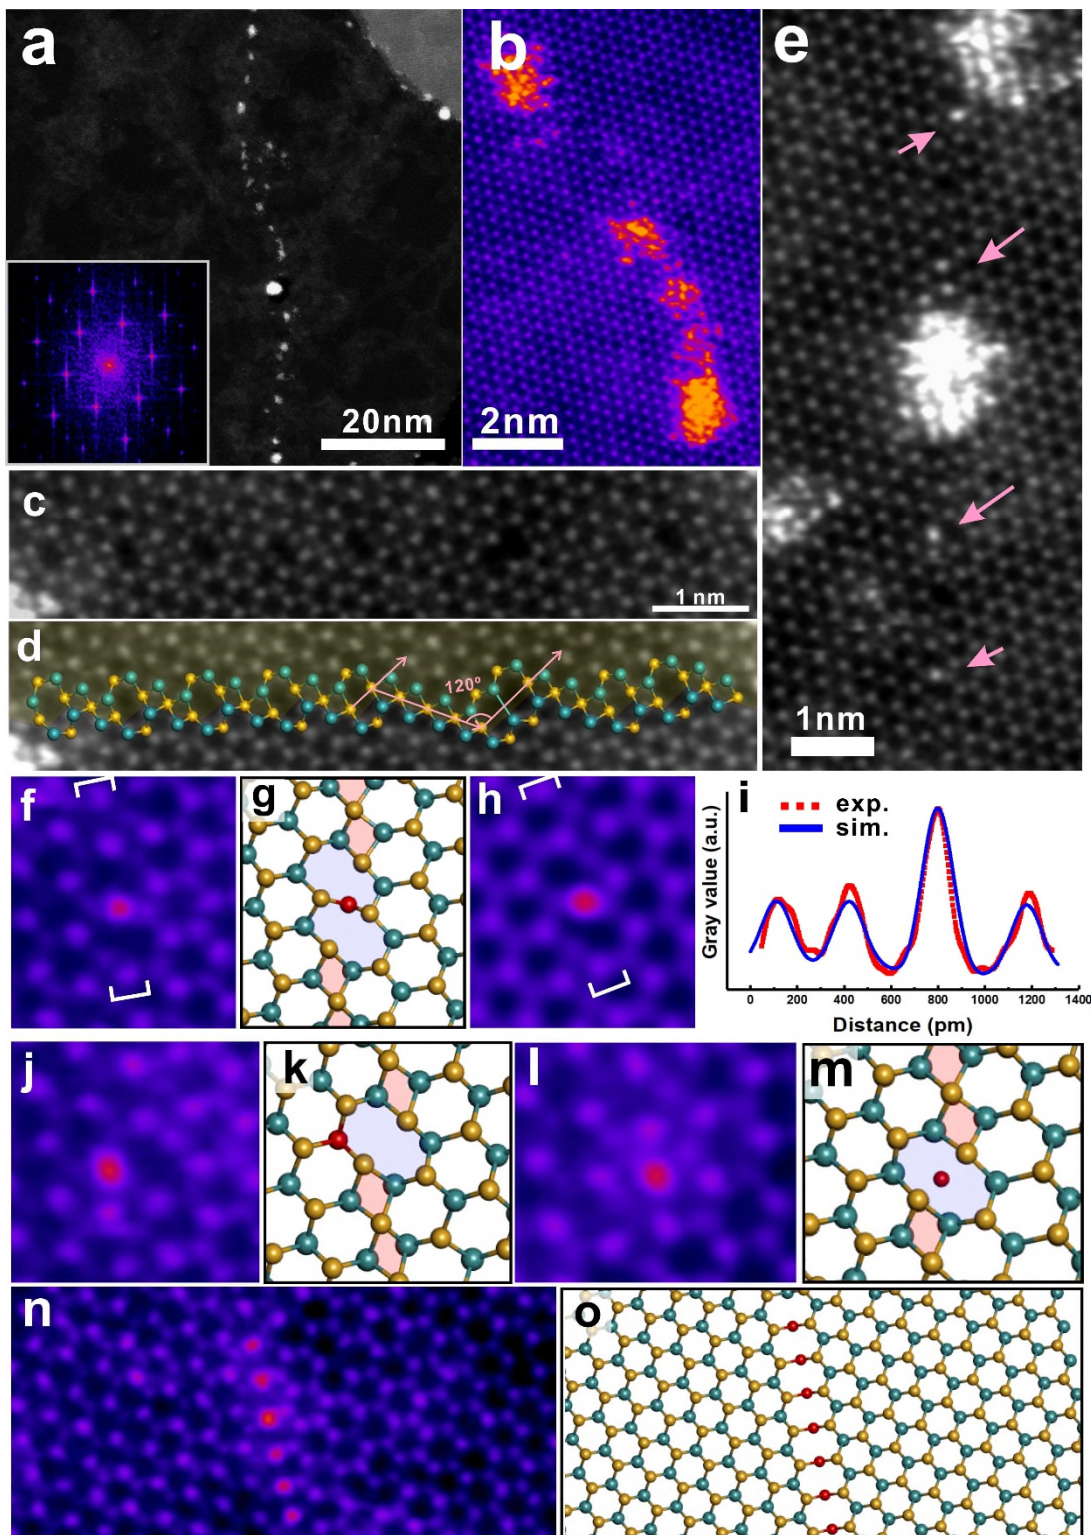 a
20nm
b
2nm
e
1nm
c
1 nm
d
120º
f
g
h
i
exp.
sim.
Gray value (a.u.)
0 200 400 600 800 1000 1200 1400
Distance (pm)
j
k
l
m
n
o